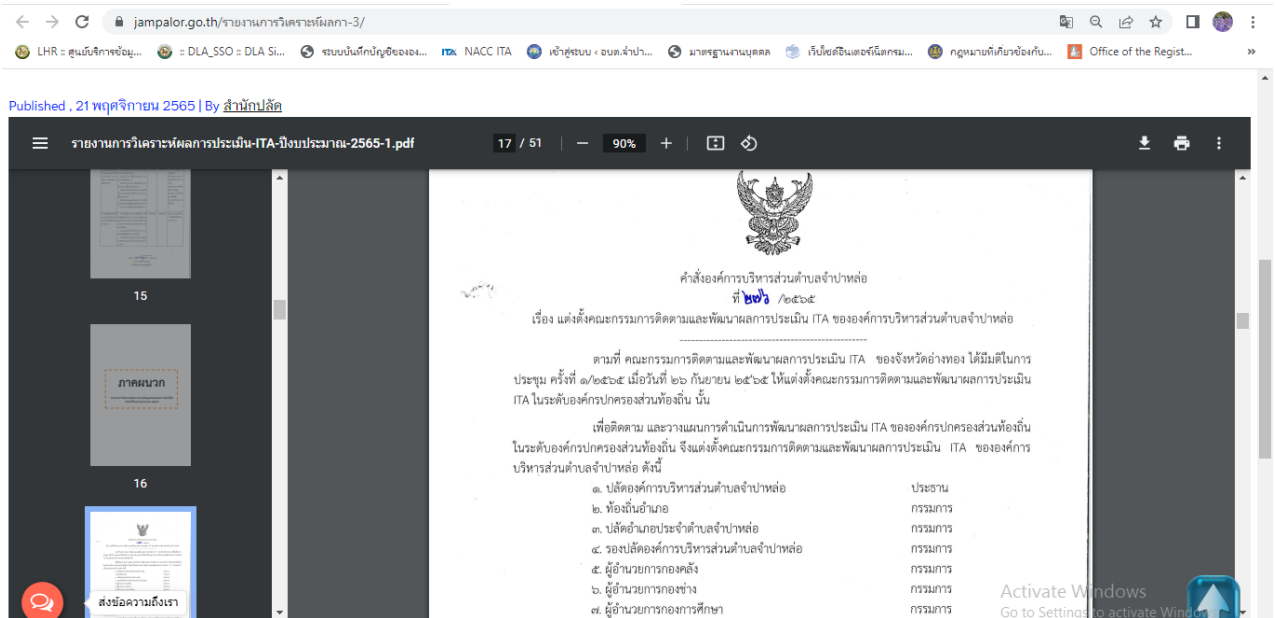 jampalor.go.th/รายงานการวิเคราะห์ผลกา-3/
LHR :: ศูนย์บริการข้อมู... :: DLA_SSO :: DLA Si... ระบบบันทึกบัญชีขององ... ITA NACC ITA เข้าสู่ระบบ ‹ อบต.จำปา... มาตรฐานงานบุคคล เว็บไซต์อินเตอร์เน็ตกรม... กฎหมายที่เกี่ยวข้องกับ... Office of the Regist... »
Published , 21 พฤศจิกายน 2565 | By สำนักปลัด
รายงานการวิเคราะห์ผลการประเมิน-ITA-ปีงบประมาณ-2565-1.pdf 17 / 51 90%
15
ภาคผนวก
16
คำสั่งองค์การบริหารส่วนตำบลจำปาหล่อ
ที่ ๒๗๖ /๒๕๖๕
เรื่อง แต่งตั้งคณะกรรมการติดตามและพัฒนาผลการประเมิน ITA ขององค์การบริหารส่วนตำบลจำปาหล่อ
ตามที่ คณะกรรมการติดตามและพัฒนาผลการประเมิน ITA ของจังหวัดอ่างทอง ได้มีมติในการ
ประชุม ครั้งที่ ๑/๒๕๖๕ เมื่อวันที่ ๒๖ กันยายน ๒๕๖๕ ให้แต่งตั้งคณะกรรมการติดตามและพัฒนาผลการประเมิน
ITA ในระดับองค์กรปกครองส่วนท้องถิ่น นั้น
เพื่อติดตาม และวางแผนการดำเนินการพัฒนาผลการประเมิน ITA ขององค์กรปกครองส่วนท้องถิ่น
ในระดับองค์กรปกครองส่วนท้องถิ่น จึงแต่งตั้งคณะกรรมการติดตามและพัฒนาผลการประเมิน ITA ขององค์การ
บริหารส่วนตำบลจำปาหล่อ ดังนี้
๑. ปลัดองค์การบริหารส่วนตำบลจำปาหล่อ ประธาน
๒. ท้องถิ่นอำเภอ กรรมการ
๓. ปลัดอำเภอประจำตำบลจำปาหล่อ กรรมการ
๔. รองปลัดองค์การบริหารส่วนตำบลจำปาหล่อ กรรมการ
๕. ผู้อำนวยการกองคลัง กรรมการ
๖. ผู้อำนวยการกองช่าง กรรมการ
๗. ผู้อำนวยการกองการศึกษา กรรมการ
ส่งข้อความถึงเรา
Activate Windows
Go to Settings to activate Windows